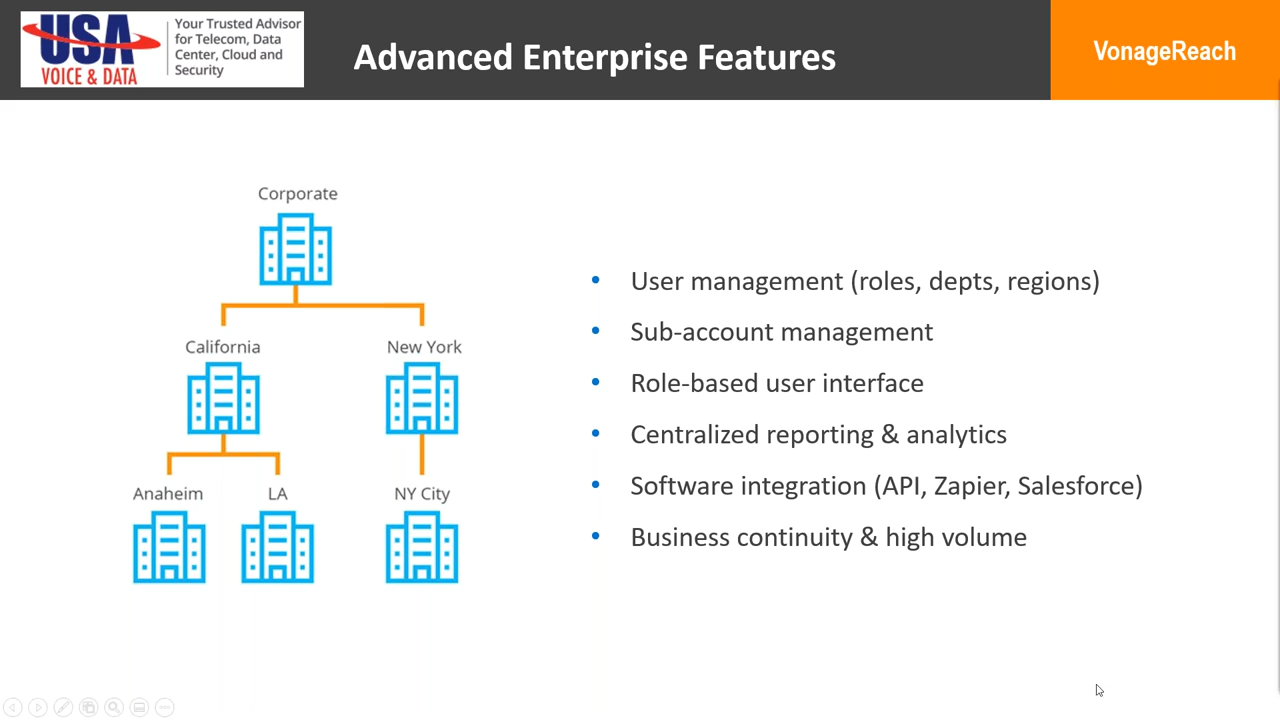 USA
VOICE & DATA
Your Trusted Advisor
for Telecom, Data
Center, Cloud and
Security
Advanced Enterprise Features
VonageReach
Corporate
California
New York
Anaheim
LA
NY City
• User management (roles, depts, regions)
• Sub-account management
• Role-based user interface
• Centralized reporting & analytics
• Software integration (API, Zapier, Salesforce)
• Business continuity & high volume